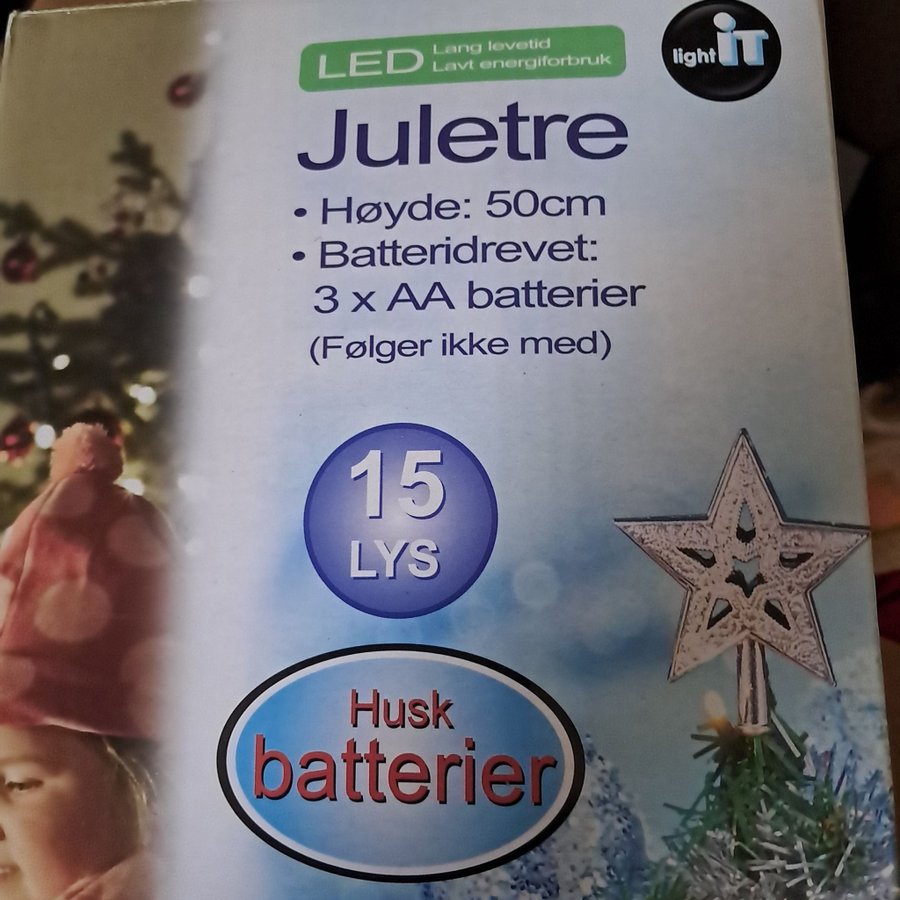 LED
Lang levetid
Lavt energiforbruk
light iT
Juletre
• Høyde: 50cm
• Batteridrevet:
3 x AA batterier
(Følger ikke med)
15
LYS
Husk
batterier